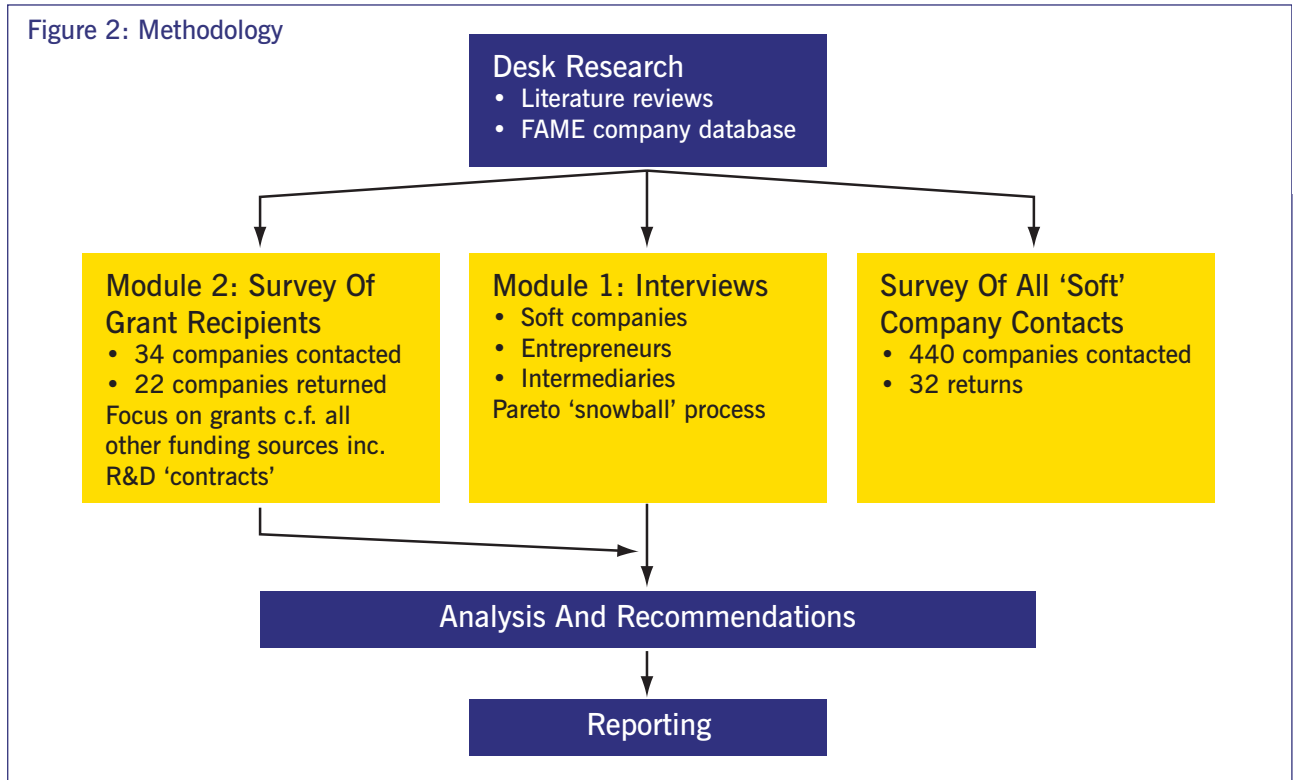 Figure 2: Methodology
Desk Research
• Literature reviews
• FAME company database
Module 2: Survey Of
Grant Recipients
• 34 companies contacted
• 22 companies returned
Focus on grants c.f. all
other funding sources inc.
R&D ‘contracts’
Module 1: Interviews
• Soft companies
• Entrepreneurs
• Intermediaries
Pareto ‘snowball’ process
Survey Of All ‘Soft’
Company Contacts
• 440 companies contacted
• 32 returns
Analysis And Recommendations
Reporting